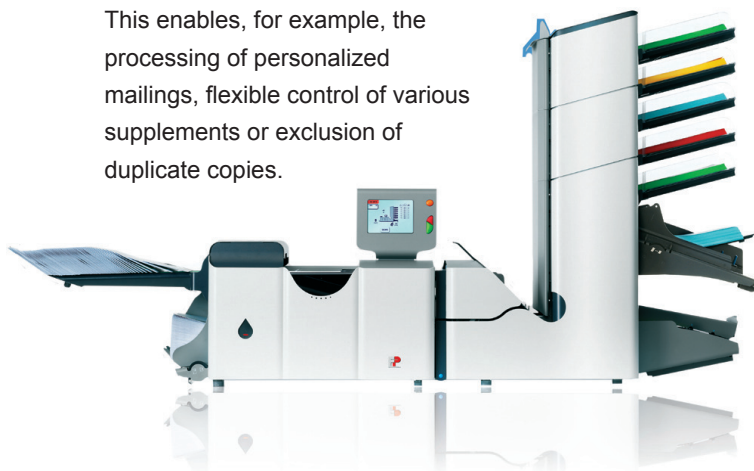 This enables, for example, the
processing of personalized
mailings, flexible control of various
supplements or exclusion of
duplicate copies.